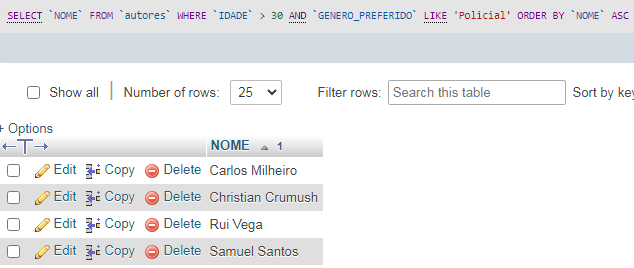 SELECT `NOME` FROM `autores` WHERE `IDADE` > 30 AND `GENERO_PREFERIDO` LIKE 'Policial' ORDER BY `NOME` ASC
Show all | Number of rows: 25 Filter rows: Search this table Sort by key
+ Options
←T→ NOME 1
Edit Copy Delete Carlos Milheiro
Edit Copy Delete Christian Crumush
Edit Copy Delete Rui Vega
Edit Copy Delete Samuel Santos